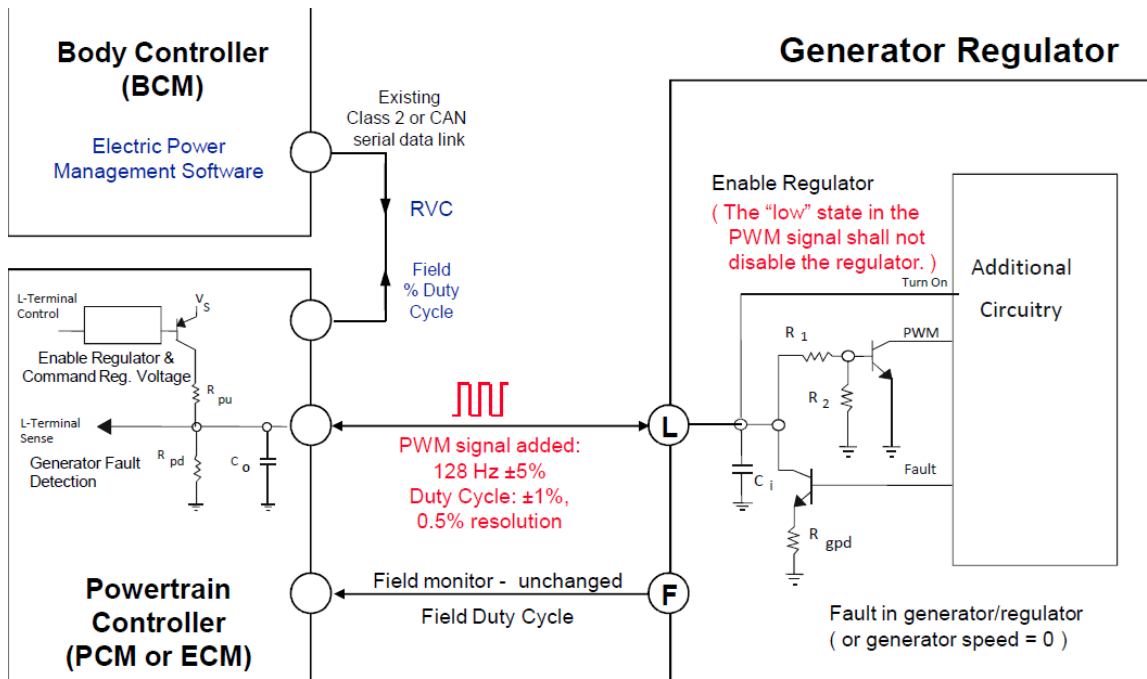 Body Controller
(BCM)
Electric Power
Management Software
Existing
Class 2 or CAN
serial data link
RVC
Field
% Duty
Cycle
Generator Regulator
Enable Regulator
( The “low” state in the
PWM signal shall not
disable the regulator. )
Turn On
Additional
Circuitry
PWM
R 1
R 2
L
C i
Fault
R gpd
Fault in generator/regulator
( or generator speed = 0 )
L-Terminal
Control
VS
Enable Regulator &
Command Reg. Voltage
R pu
L-Terminal
Sense
Generator Fault
Detection
R pd
C o
PWM signal added:
128 Hz ±5%
Duty Cycle: ±1%,
0.5% resolution
Field monitor - unchanged
Field Duty Cycle
F
Powertrain
Controller
(PCM or ECM)